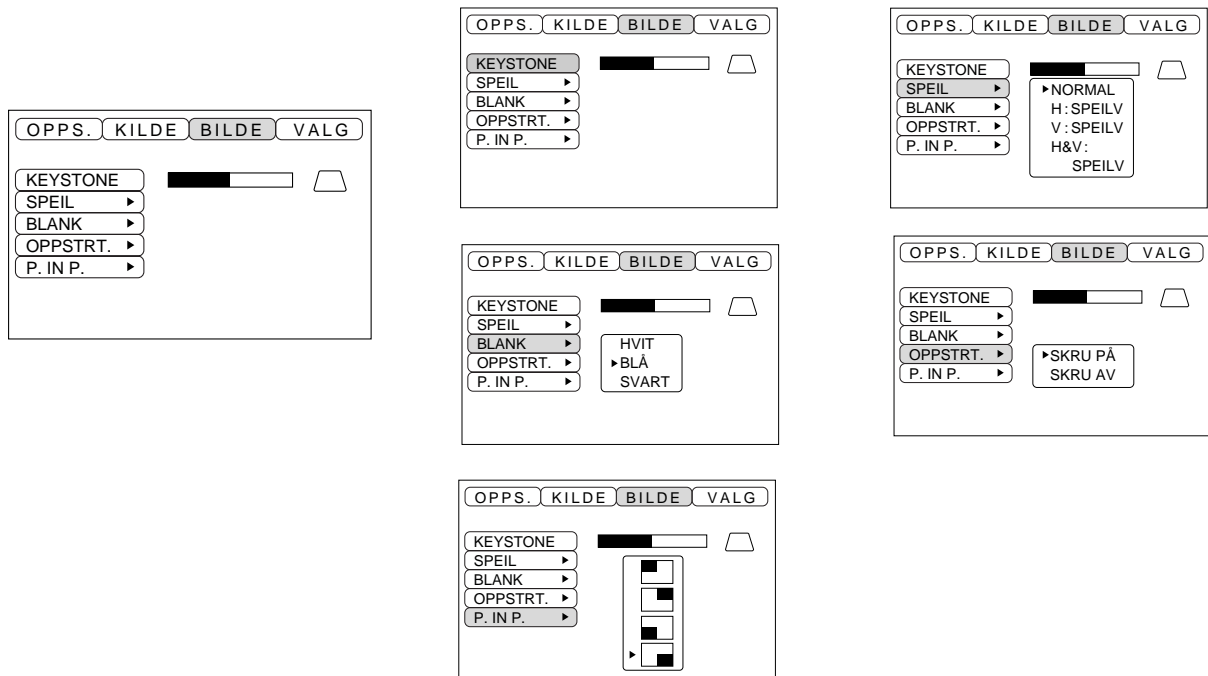 OPPS. KILDE BILDE VALG
KEYSTONE
SPEIL
BLANK
OPPSTRT.
P. IN P.
OPPS. KILDE BILDE VALG
KEYSTONE
SPEIL
BLANK
OPPSTRT.
P. IN P.
OPPS. KILDE BILDE VALG
KEYSTONE
SPEIL
BLANK
OPPSTRT.
P. IN P.
NORMAL
H : SPEILV
V : SPEILV
H&V :
SPEILV
OPPS. KILDE BILDE VALG
KEYSTONE
SPEIL
BLANK
OPPSTRT.
P. IN P.
HVIT
BLÅ
SVART
OPPS. KILDE BILDE VALG
KEYSTONE
SPEIL
BLANK
OPPSTRT.
P. IN P.
SKRU PÅ
SKRU AV
OPPS. KILDE BILDE VALG
KEYSTONE
SPEIL
BLANK
OPPSTRT.
P. IN P.